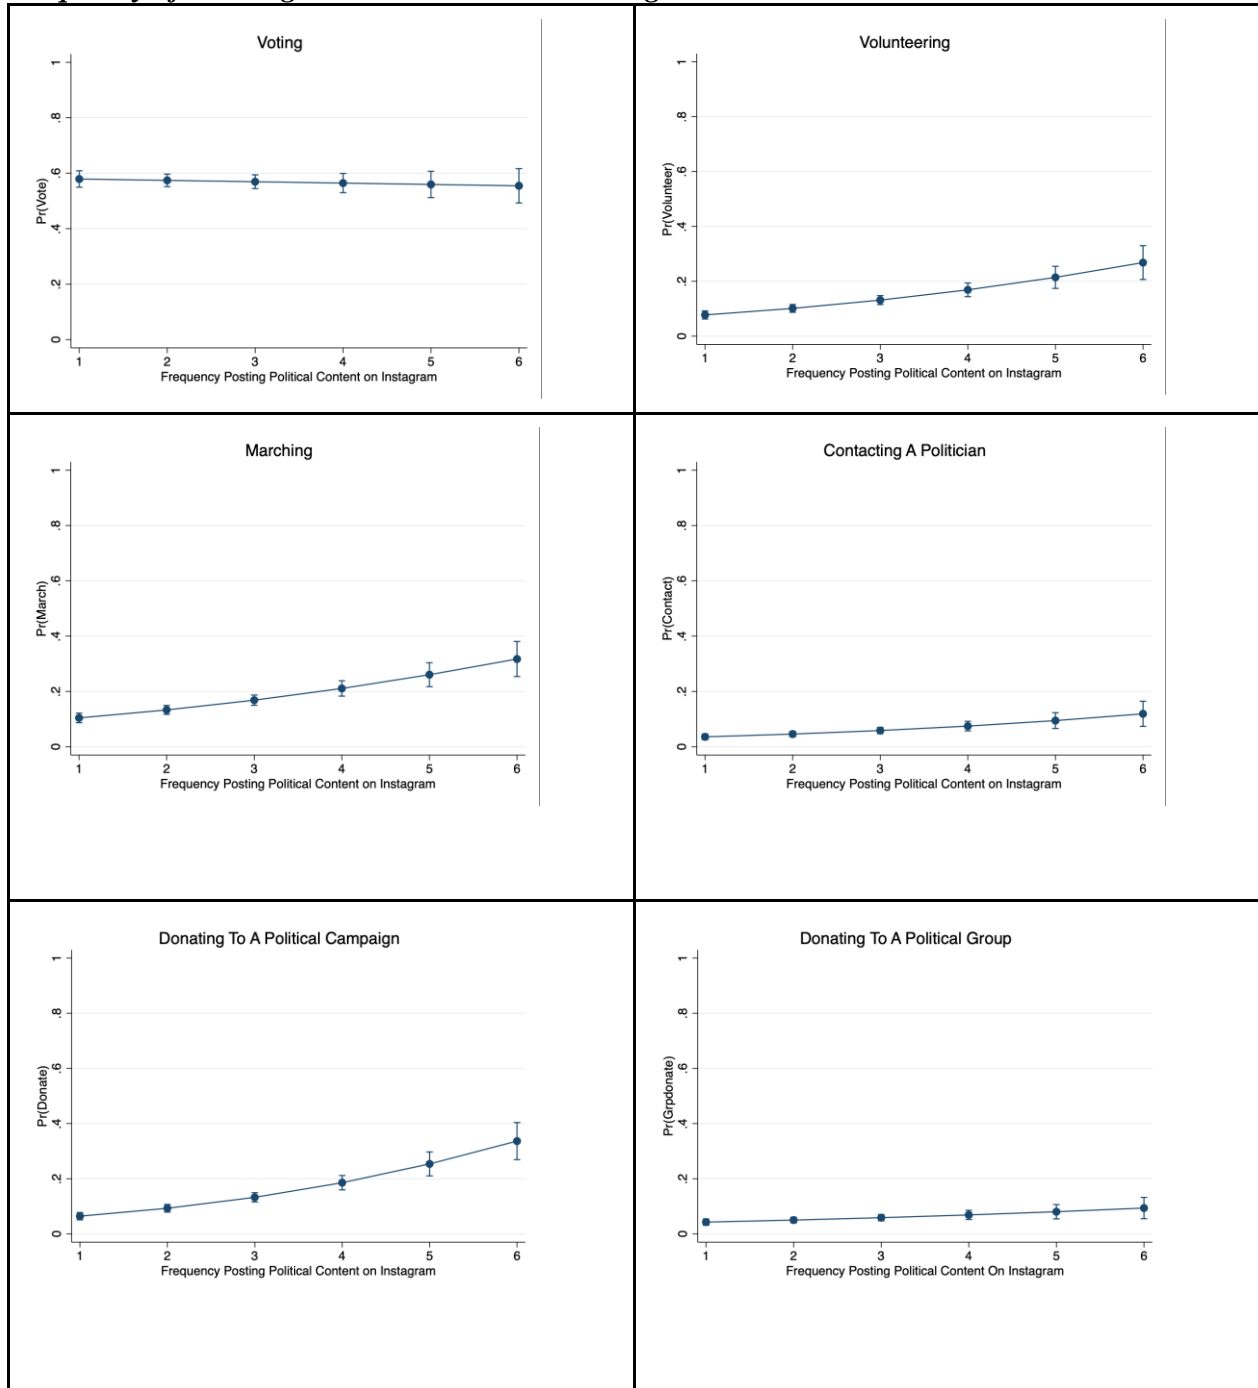 Voting
Pr(Vote)
1
.8
.6
.4
.2
0
1 2 3 4 5 6
Frequency Posting Political Content on Instagram
Volunteering
Pr(Volunteer)
1
.8
.6
.4
.2
0
1 2 3 4 5 6
Frequency Posting Political Content on Instagram
Marching
Pr(March)
1
.8
.6
.4
.2
0
1 2 3 4 5 6
Frequency Posting Political Content on Instagram
Contacting A Politician
Pr(Contact)
1
.8
.6
.4
.2
0
1 2 3 4 5 6
Frequency Posting Political Content on Instagram
Donating To A Political Campaign
Pr(Donate)
1
.8
.6
.4
.2
0
1 2 3 4 5 6
Frequency Posting Political Content on Instagram
Donating To A Political Group
Pr(Grpdonate)
1
.8
.6
.4
.2
0
1 2 3 4 5 6
Frequency Posting Political Content On Instagram